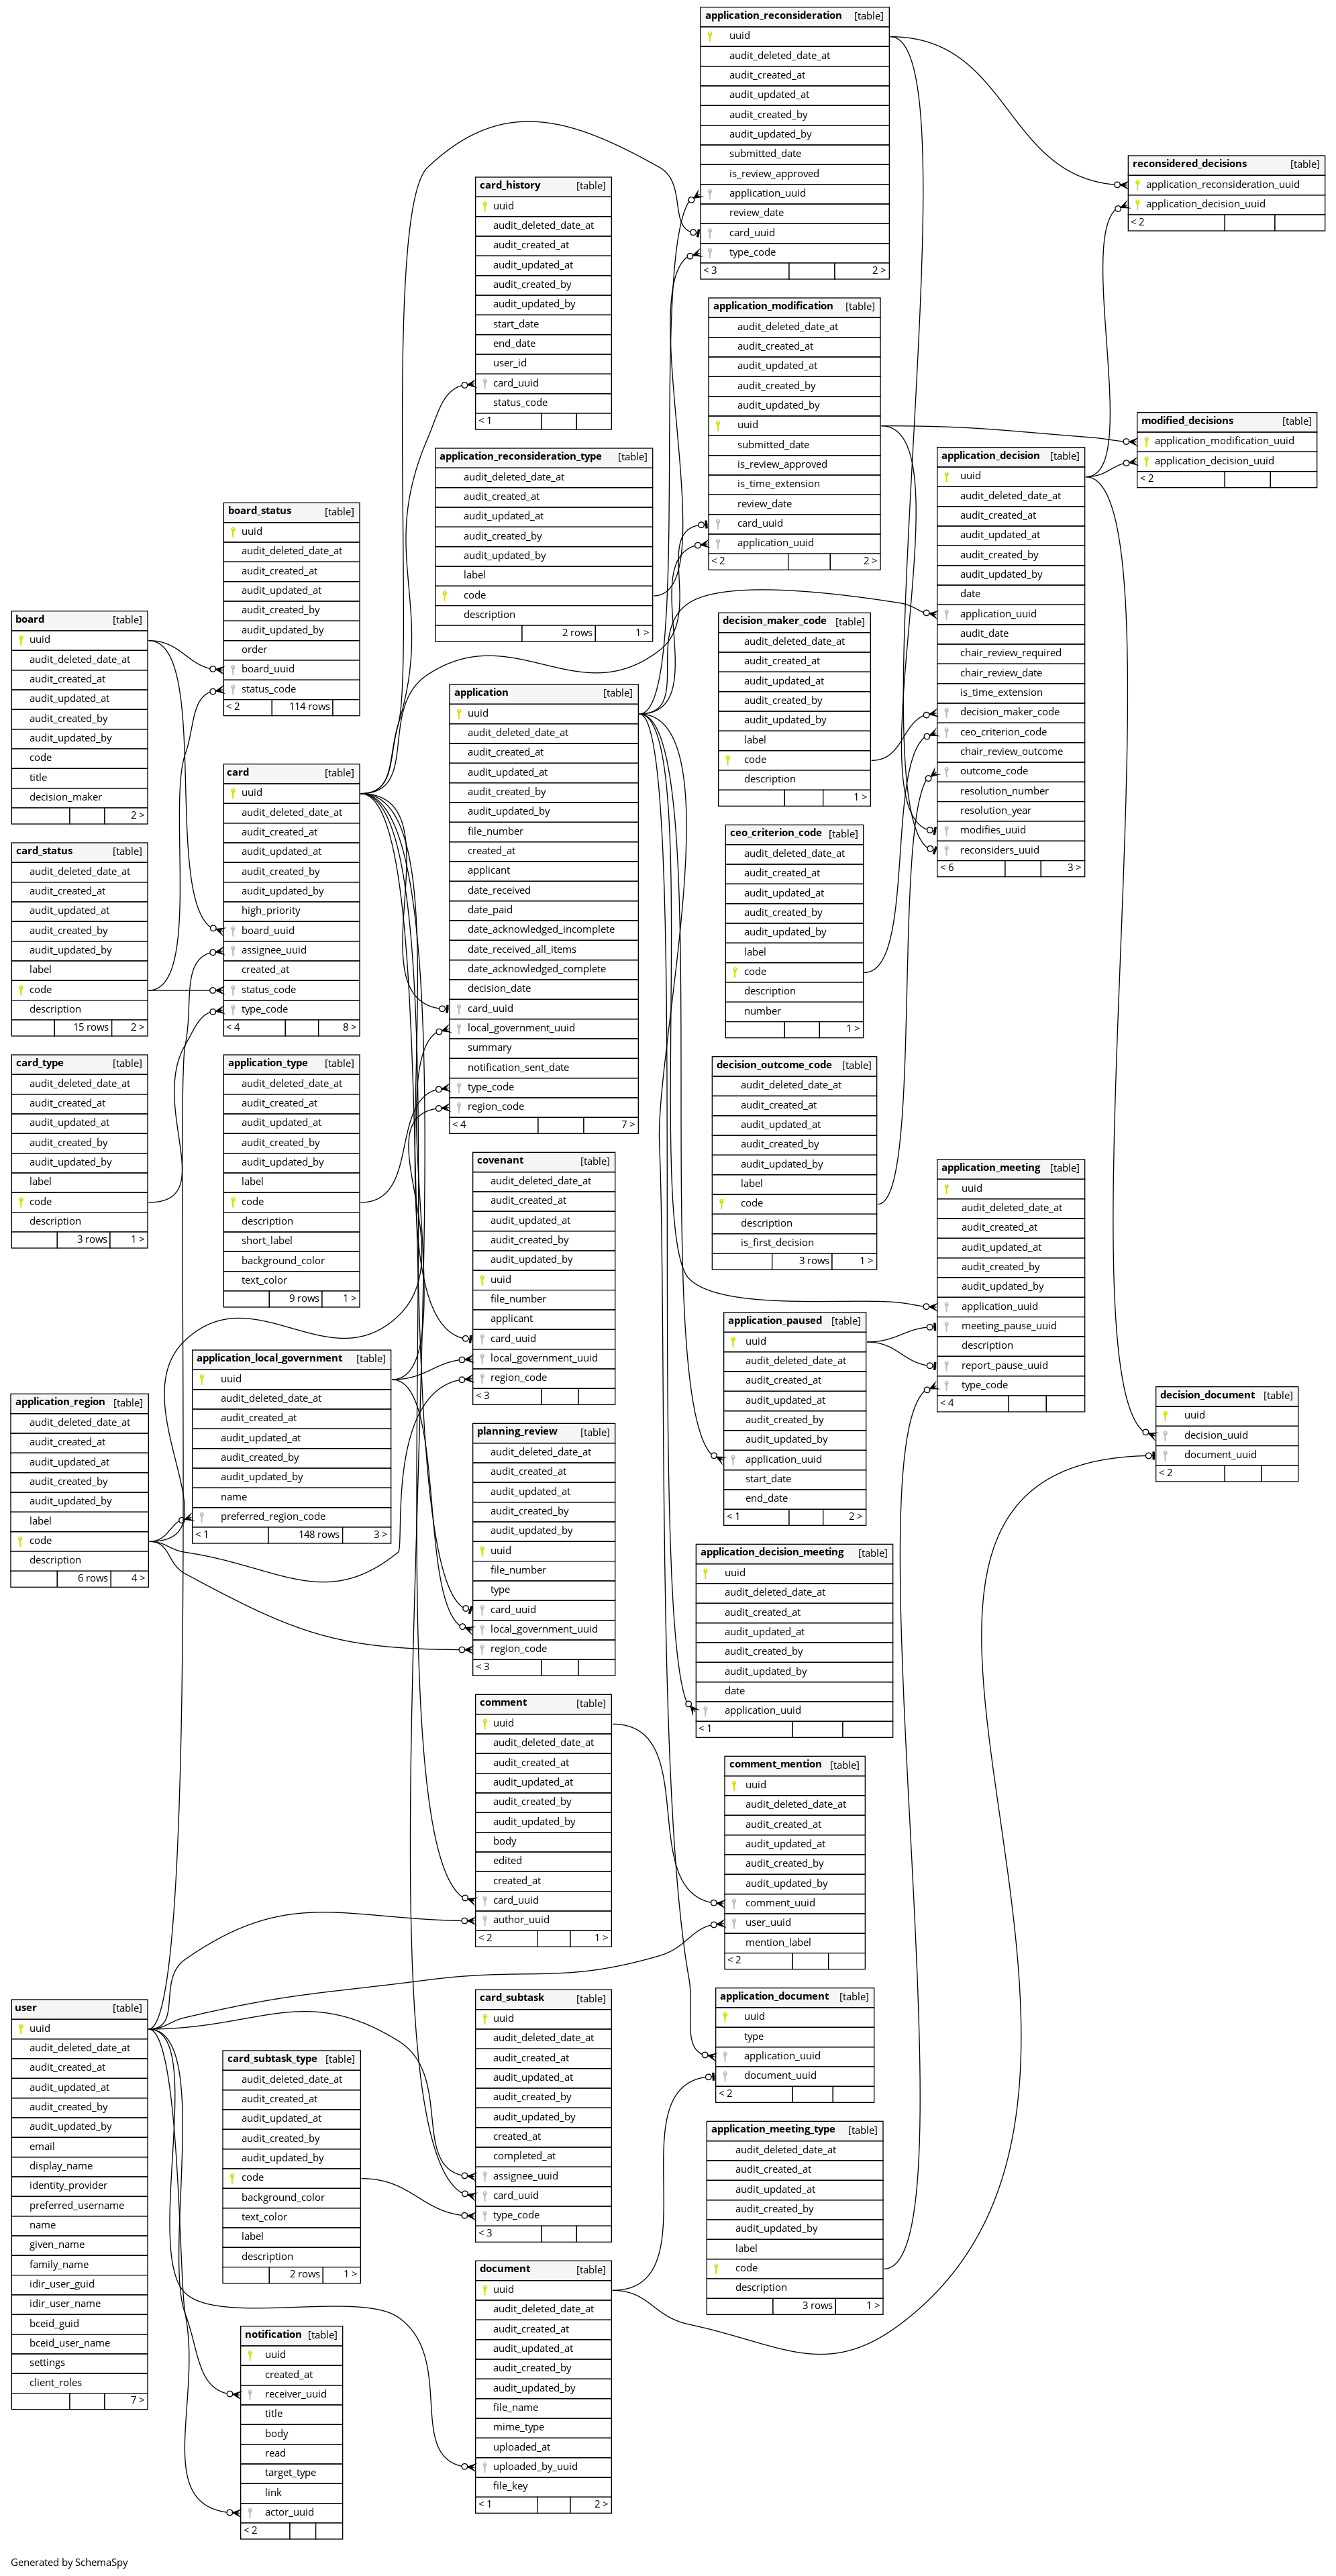 application_reconsideration [table]
uuid
audit_deleted_date_at
audit_created_at
audit_updated_at
audit_created_by
audit_updated_by
submitted_date
is_review_approved
application_uuid
review_date
card_uuid
type_code
< 3 2 >
reconsidered_decisions [table]
application_reconsideration_uuid
application_decision_uuid
< 2
card_history [table]
uuid
audit_deleted_date_at
audit_created_at
audit_updated_at
audit_created_by
audit_updated_by
start_date
end_date
user_id
card_uuid
status_code
< 1
application_modification [table]
audit_deleted_date_at
audit_created_at
audit_updated_at
audit_created_by
audit_updated_by
uuid
submitted_date
is_review_approved
is_time_extension
review_date
card_uuid
application_uuid
< 2 2 >
modified_decisions [table]
application_modification_uuid
application_decision_uuid
< 2
application_decision [table]
uuid
audit_deleted_date_at
audit_created_at
audit_updated_at
audit_created_by
audit_updated_by
date
application_uuid
audit_date
chair_review_required
chair_review_date
is_time_extension
decision_maker_code
ceo_criterion_code
chair_review_outcome
outcome_code
resolution_number
resolution_year
modifies_uuid
reconsiders_uuid
< 6 3 >
application_reconsideration_type [table]
audit_deleted_date_at
audit_created_at
audit_updated_at
audit_created_by
audit_updated_by
label
code
description
2 rows 1 >
board_status [table]
uuid
audit_deleted_date_at
audit_created_at
audit_updated_at
audit_created_by
audit_updated_by
order
board_uuid
status_code
< 2 114 rows
board [table]
uuid
audit_deleted_date_at
audit_created_at
audit_updated_at
audit_created_by
audit_updated_by
code
title
decision_maker
2 >
decision_maker_code [table]
audit_deleted_date_at
audit_created_at
audit_updated_at
audit_created_by
audit_updated_by
label
code
description
1 >
application [table]
uuid
audit_deleted_date_at
audit_created_at
audit_updated_at
audit_created_by
audit_updated_by
file_number
created_at
applicant
date_received
date_paid
date_acknowledged_incomplete
date_received_all_items
date_acknowledged_complete
decision_date
card_uuid
local_government_uuid
summary
notification_sent_date
type_code
region_code
< 4 7 >
card [table]
uuid
audit_deleted_date_at
audit_created_at
audit_updated_at
audit_created_by
audit_updated_by
high_priority
board_uuid
assignee_uuid
created_at
status_code
type_code
< 4 8 >
ceo_criterion_code [table]
audit_deleted_date_at
audit_created_at
audit_updated_at
audit_created_by
audit_updated_by
label
code
description
number
1 >
card_status [table]
audit_deleted_date_at
audit_created_at
audit_updated_at
audit_created_by
audit_updated_by
label
code
description
15 rows 2 >
card_type [table]
audit_deleted_date_at
audit_created_at
audit_updated_at
audit_created_by
audit_updated_by
label
code
description
3 rows 1 >
application_type [table]
audit_deleted_date_at
audit_created_at
audit_updated_at
audit_created_by
audit_updated_by
label
code
description
short_label
background_color
text_color
9 rows 1 >
decision_outcome_code [table]
audit_deleted_date_at
audit_created_at
audit_updated_at
audit_created_by
audit_updated_by
label
code
description
is_first_decision
3 rows 1 >
covenant [table]
audit_deleted_date_at
audit_created_at
audit_updated_at
audit_created_by
audit_updated_by
uuid
file_number
applicant
card_uuid
local_government_uuid
region_code
< 3
application_meeting [table]
uuid
audit_deleted_date_at
audit_created_at
audit_updated_at
audit_created_by
audit_updated_by
application_uuid
meeting_pause_uuid
description
report_pause_uuid
type_code
< 4
application_paused [table]
uuid
audit_deleted_date_at
audit_created_at
audit_updated_at
audit_created_by
audit_updated_by
application_uuid
start_date
end_date
< 1 2 >
application_local_government [table]
uuid
audit_deleted_date_at
audit_created_at
audit_updated_at
audit_created_by
audit_updated_by
name
preferred_region_code
< 1 148 rows 3 >
application_region [table]
audit_deleted_date_at
audit_created_at
audit_updated_at
audit_created_by
audit_updated_by
label
code
description
6 rows 4 >
decision_document [table]
uuid
decision_uuid
document_uuid
< 2
planning_review [table]
audit_deleted_date_at
audit_created_at
audit_updated_at
audit_created_by
audit_updated_by
uuid
file_number
type
card_uuid
local_government_uuid
region_code
< 3
application_decision_meeting [table]
uuid
audit_deleted_date_at
audit_created_at
audit_updated_at
audit_created_by
audit_updated_by
date
application_uuid
< 1
comment [table]
uuid
audit_deleted_date_at
audit_created_at
audit_updated_at
audit_created_by
audit_updated_by
body
edited
created_at
card_uuid
author_uuid
< 2 1 >
comment_mention [table]
uuid
audit_deleted_date_at
audit_created_at
audit_updated_at
audit_created_by
audit_updated_by
comment_uuid
user_uuid
mention_label
< 2
application_document [table]
uuid
type
application_uuid
document_uuid
< 2
card_subtask [table]
uuid
audit_deleted_date_at
audit_created_at
audit_updated_at
audit_created_by
audit_updated_by
created_at
completed_at
assignee_uuid
card_uuid
type_code
< 3
user [table]
uuid
audit_deleted_date_at
audit_created_at
audit_updated_at
audit_created_by
audit_updated_by
email
display_name
identity_provider
preferred_username
name
given_name
family_name
idir_user_guid
idir_user_name
bceid_guid
bceid_user_name
settings
client_roles
7 >
card_subtask_type [table]
audit_deleted_date_at
audit_created_at
audit_updated_at
audit_created_by
audit_updated_by
code
background_color
text_color
label
description
2 rows 1 >
application_meeting_type [table]
audit_deleted_date_at
audit_created_at
audit_updated_at
audit_created_by
audit_updated_by
label
code
description
3 rows 1 >
document [table]
uuid
audit_deleted_date_at
audit_created_at
audit_updated_at
audit_created_by
audit_updated_by
file_name
mime_type
uploaded_at
uploaded_by_uuid
file_key
< 1 2 >
notification [table]
uuid
created_at
receiver_uuid
title
body
read
target_type
link
actor_uuid
< 2
Generated by SchemaSpy